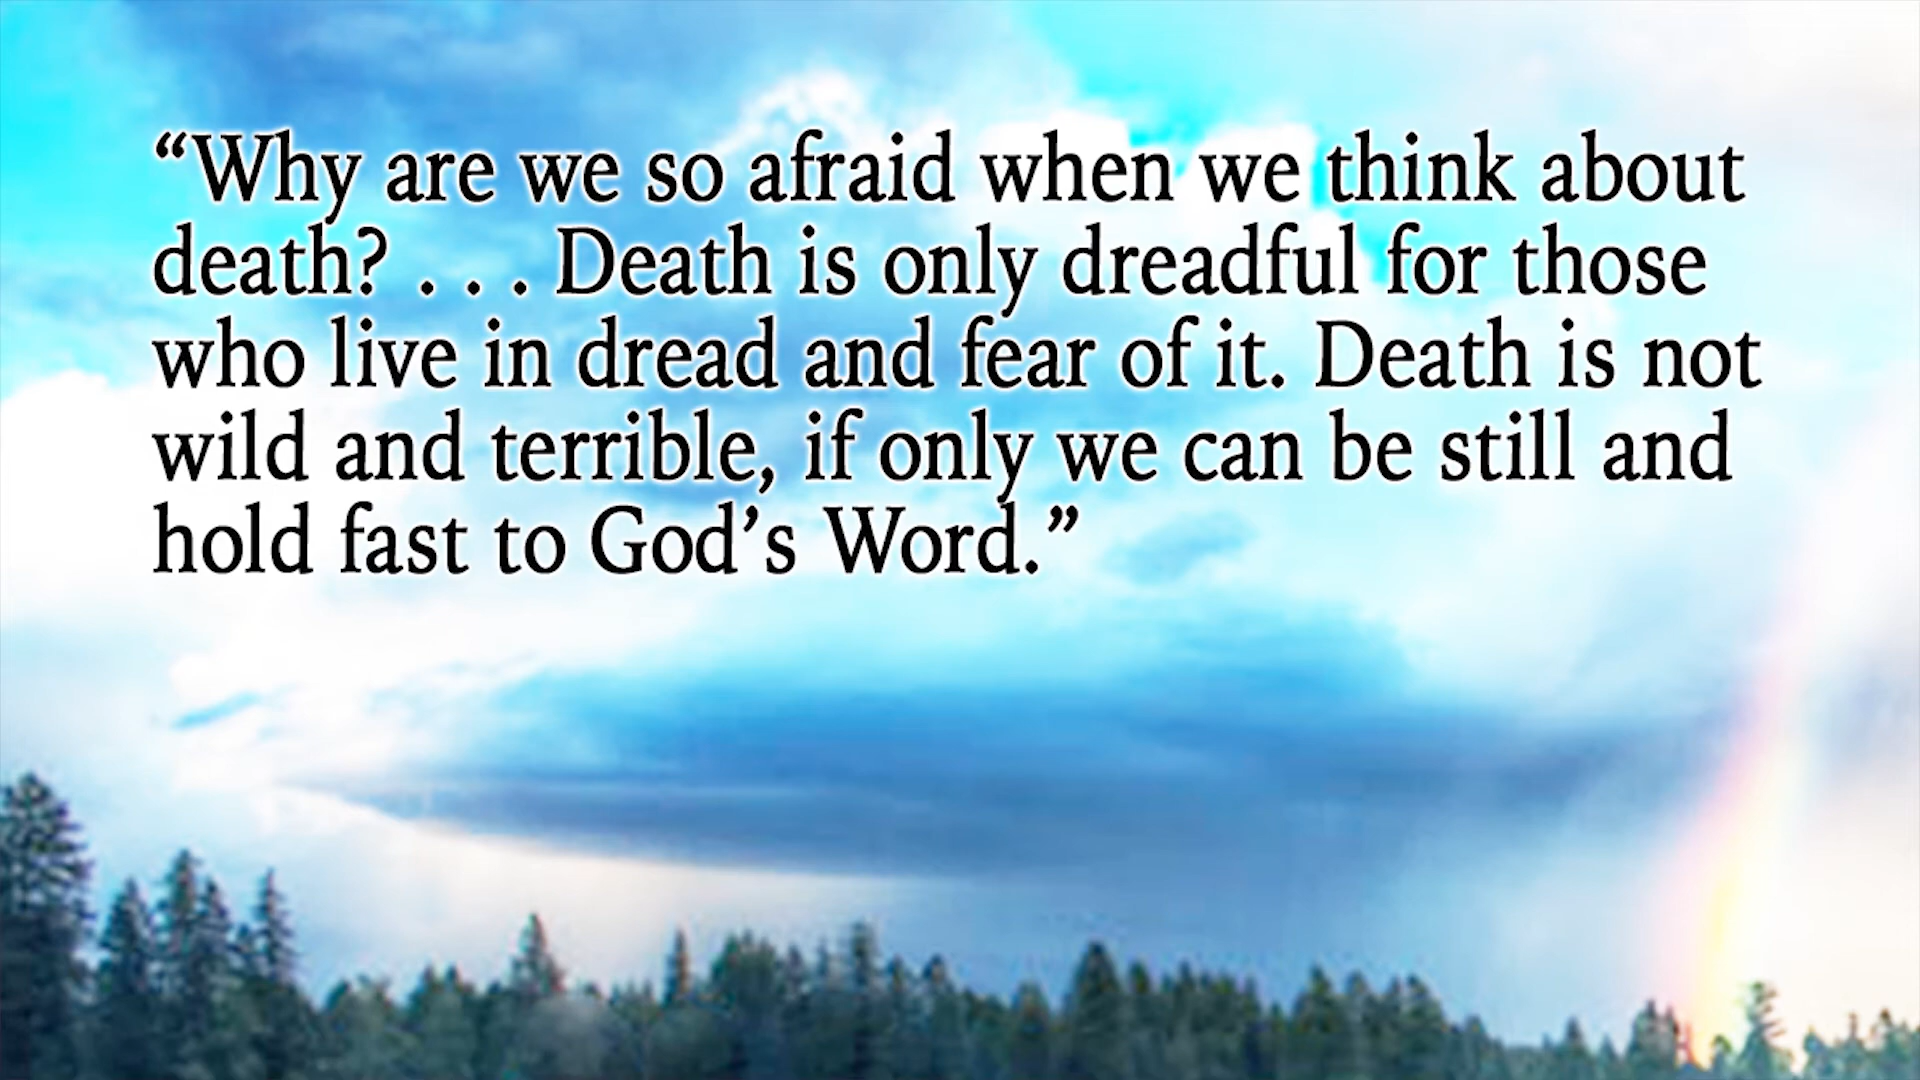 “Why are we so afraid when we think about
death? . . . Death is only dreadful for those
who live in dread and fear of it. Death is not
wild and terrible, if only we can be still and
hold fast to God’s Word.”